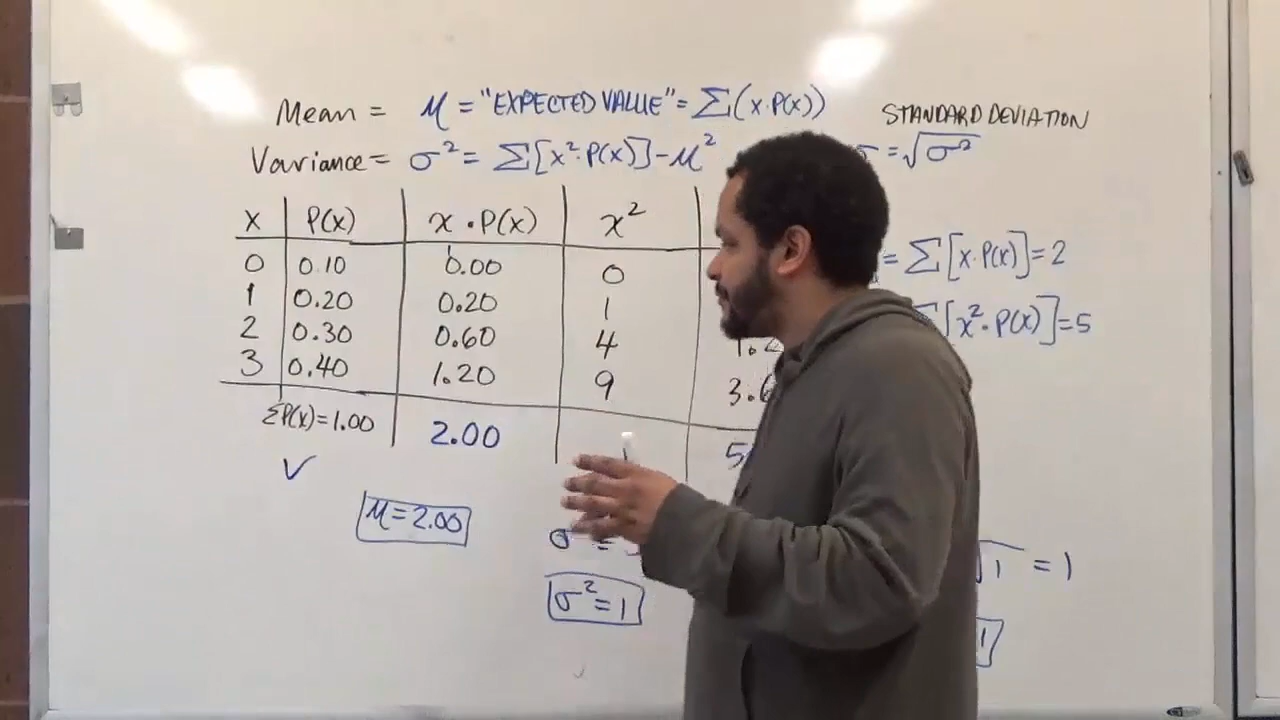 Mean = μ = "EXPECTED VALUE" = Σ(x·P(x))
STANDARD DEVIATION
Variance = σ² = Σ[x²·P(x)] - μ²
= √σ²
x P(x) x·P(x) x²
0 0.10 0.00 0
1 0.20 0.20 1
2 0.30 0.60 4
3 0.40 1.20 9 3.6
ΣP(x)=1.00 2.00 5
✓
= Σ[x·P(x)] = 2
[x²·P(x)] = 5
μ = 2.00
σ² = 1
√1 = 1
1